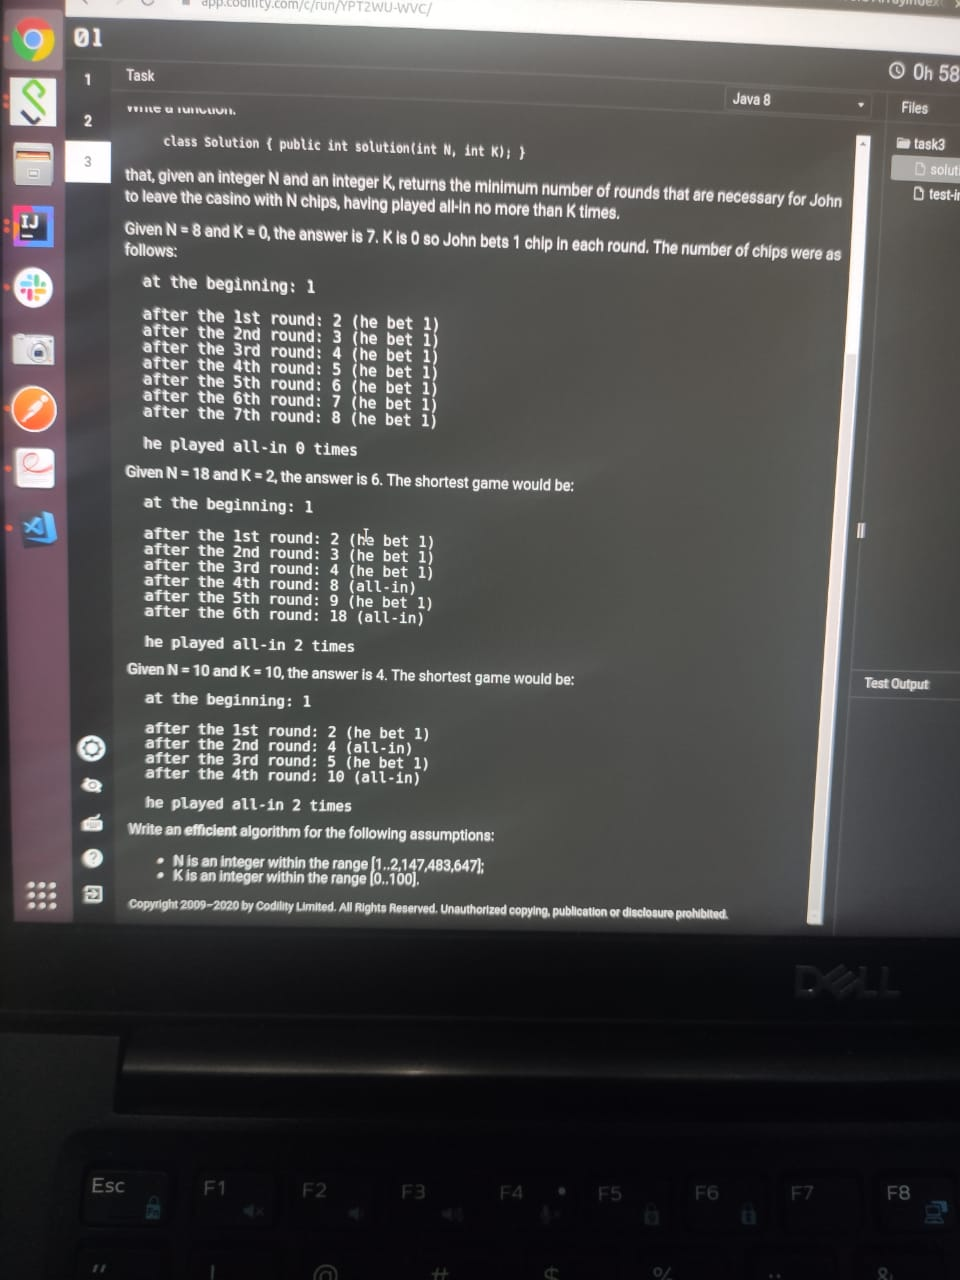 app.codility.com/c/run/YPT2WU-WVC/
01
0h 58
1
Task
Java 8
Files
2
Write a function:
task3
class Solution { public int solution(int N, int K); }
3
soluti
that, given an integer N and an integer K, returns the minimum number of rounds that are necessary for John
test-in
to leave the casino with N chips, having played all-in no more than K times.
Given N = 8 and K = 0, the answer is 7. K is 0 so John bets 1 chip in each round. The number of chips were as
follows:
at the beginning: 1
after the 1st round: 2 (he bet 1)
after the 2nd round: 3 (he bet 1)
after the 3rd round: 4 (he bet 1)
after the 4th round: 5 (he bet 1)
after the 5th round: 6 (he bet 1)
after the 6th round: 7 (he bet 1)
after the 7th round: 8 (he bet 1)
he played all-in 0 times
Given N = 18 and K = 2, the answer is 6. The shortest game would be:
at the beginning: 1
after the 1st round: 2 (he bet 1)
after the 2nd round: 3 (he bet 1)
after the 3rd round: 4 (he bet 1)
after the 4th round: 8 (all-in)
after the 5th round: 9 (he bet 1)
after the 6th round: 18 (all-in)
he played all-in 2 times
Given N = 10 and K = 10, the answer is 4. The shortest game would be:
Test Output
at the beginning: 1
after the 1st round: 2 (he bet 1)
after the 2nd round: 4 (all-in)
after the 3rd round: 5 (he bet 1)
after the 4th round: 10 (all-in)
he played all-in 2 times
Write an efficient algorithm for the following assumptions:
• N is an integer within the range [1..2,147,483,647];
• K is an integer within the range [0..100].
Copyright 2009–2020 by Codility Limited. All Rights Reserved. Unauthorized copying, publication or disclosure prohibited.
IJ
?
DELL
Esc
F1
F2
F3
F4
F5
F6
F7
F8
Fn
"
!
@
#
$
%
&